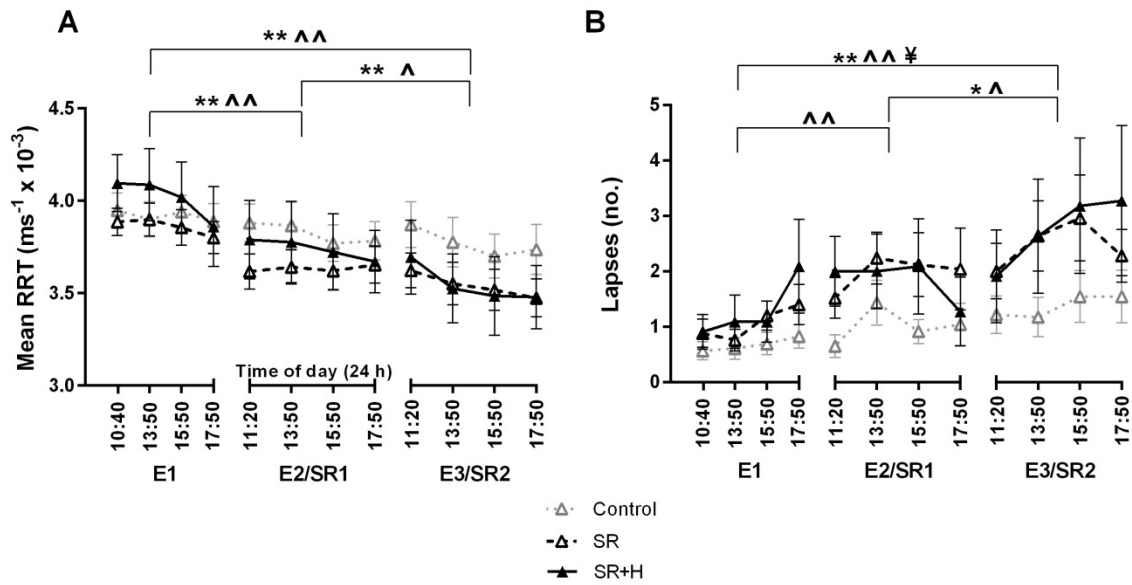 A
** ^^
** ^
** ^^
Mean RRT (ms-1 x 10-3)
4.5
4.0
3.5
3.0
Time of day (24 h)
10:40
13:50
15:50
17:50
11:20
13:50
15:50
17:50
11:20
13:50
15:50
17:50
E1
E2/SR1
E3/SR2
B
** ^^ ¥
* ^
^^
Lapses (no.)
5
4
3
2
1
0
10:40
13:50
15:50
17:50
11:20
13:50
15:50
17:50
11:20
13:50
15:50
17:50
E1
E2/SR1
E3/SR2
Control
SR
SR+H